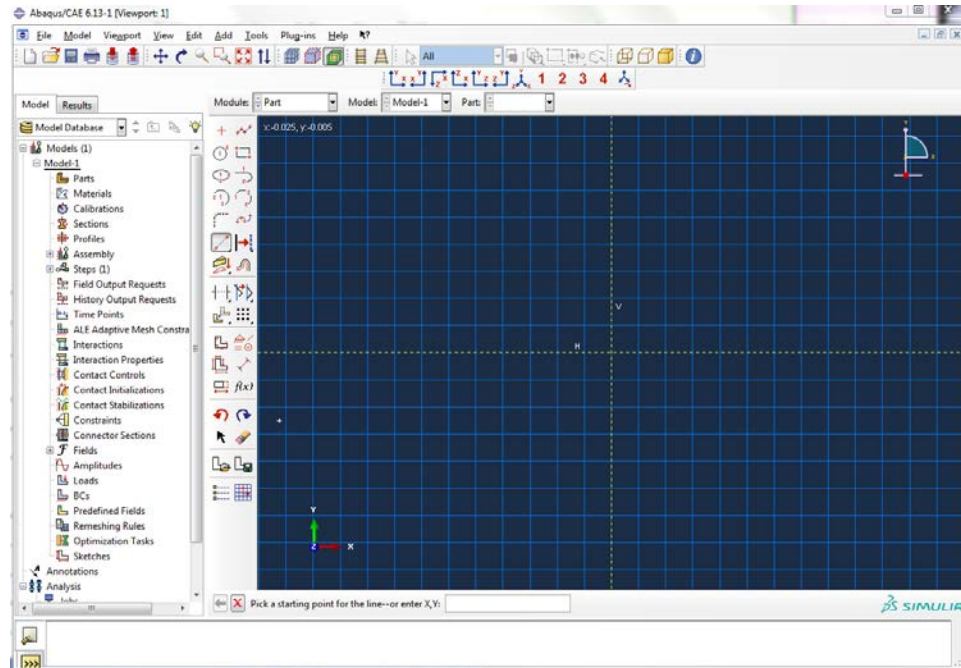 Abaqus/CAE 6.13-1 [Viewport: 1]
File Model Viewport View Edit Add Tools Plug-ins Help
All
1 2 3 4
Model Results
Module: Part Model: Model-1 Part:
Model Database
x:-0.025, y:-0.005
Models (1)
Model-1
Parts
Materials
Calibrations
Sections
Profiles
Assembly
Steps (1)
Field Output Requests
History Output Requests
Time Points
ALE Adaptive Mesh Constra
Interactions
Interaction Properties
Contact Controls
Contact Initializations
Contact Stabilizations
Constraints
Connector Sections
Fields
Amplitudes
Loads
BCs
Predefined Fields
Remeshing Rules
Optimization Tasks
Sketches
Annotations
Analysis
Jobs
f(x)
V
H
Y
Z X
Pick a starting point for the line--or enter X,Y:
SIMULIA
>>>